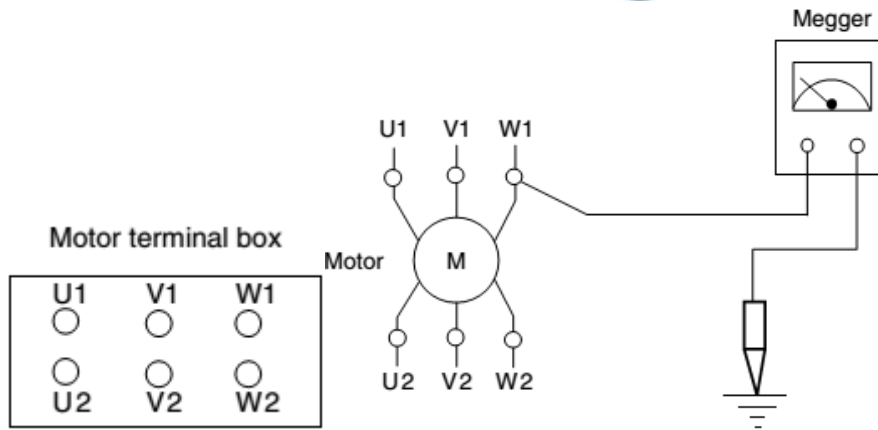 Megger
U1 V1 W1
Motor terminal box
Motor M
U1 V1 W1
U2 V2 W2
U2 V2 W2